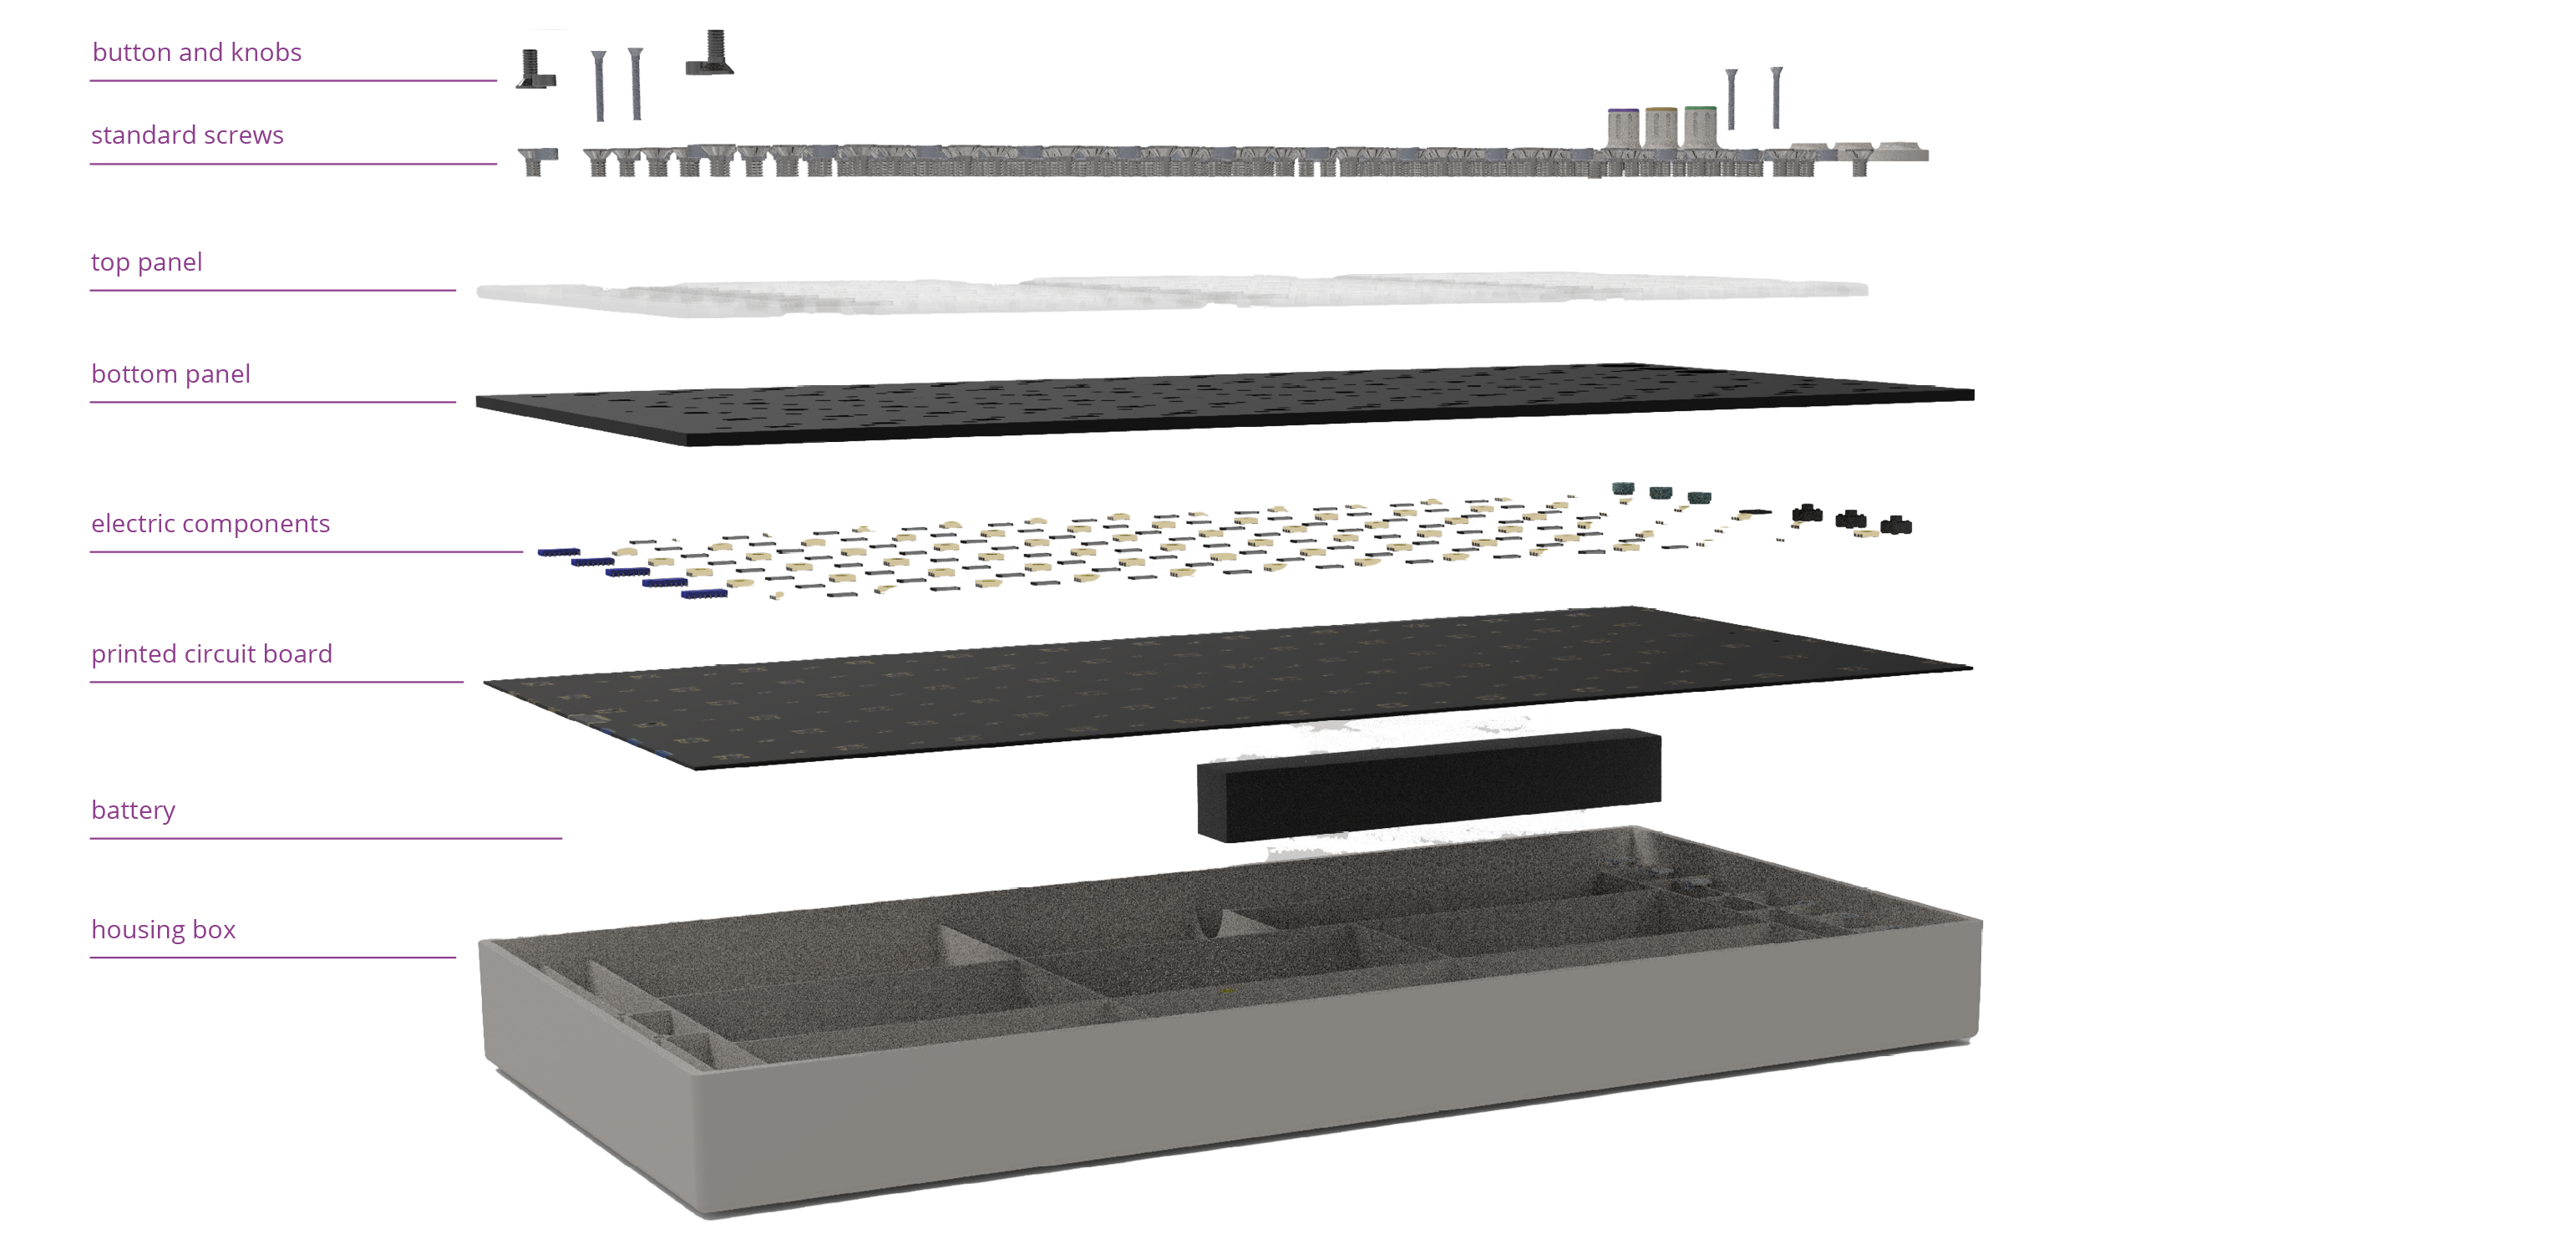 button and knobs
standard screws
top panel
bottom panel
electric components
printed circuit board
battery
housing box